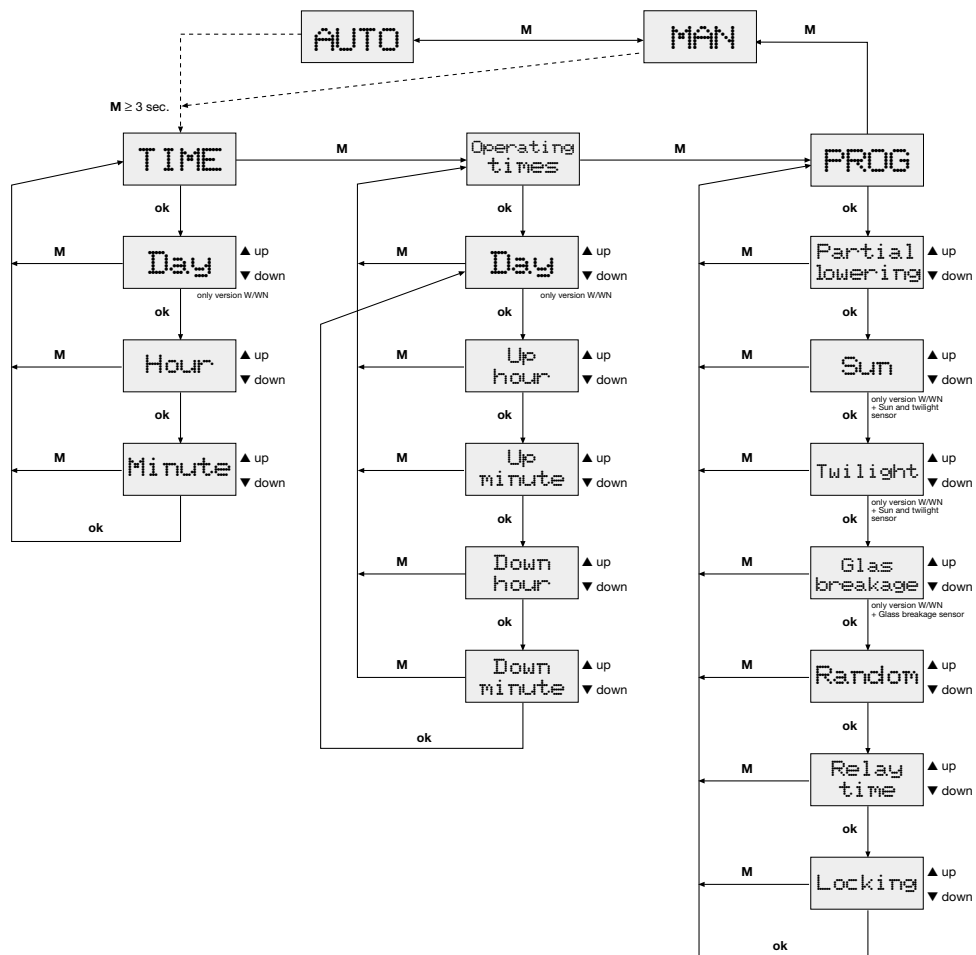 AUTO
M
MAN
M
M ≥ 3 sec.
TIME
M
Operating
times
M
PROG
ok
ok
ok
M
Day
▲ up
▼ down
only version W/WN
M
Day
▲ up
▼ down
only version W/WN
M
Partial
lowering
▲ up
▼ down
ok
ok
ok
M
Hour
▲ up
▼ down
M
Up
hour
▲ up
▼ down
M
Sun
▲ up
▼ down
only version W/WN
+ Sun and twilight
sensor
ok
ok
ok
M
Minute
▲ up
▼ down
M
Up
minute
▲ up
▼ down
M
Twilight
▲ up
▼ down
only version W/WN
+ Sun and twilight
sensor
ok
ok
ok
M
Down
hour
▲ up
▼ down
M
Glas
breakage
▲ up
▼ down
only version W/WN
+ Glass breakage sensor
ok
ok
M
Down
minute
▲ up
▼ down
M
Random
▲ up
▼ down
ok
ok
M
Relay
time
▲ up
▼ down
ok
M
Locking
▲ up
▼ down
ok